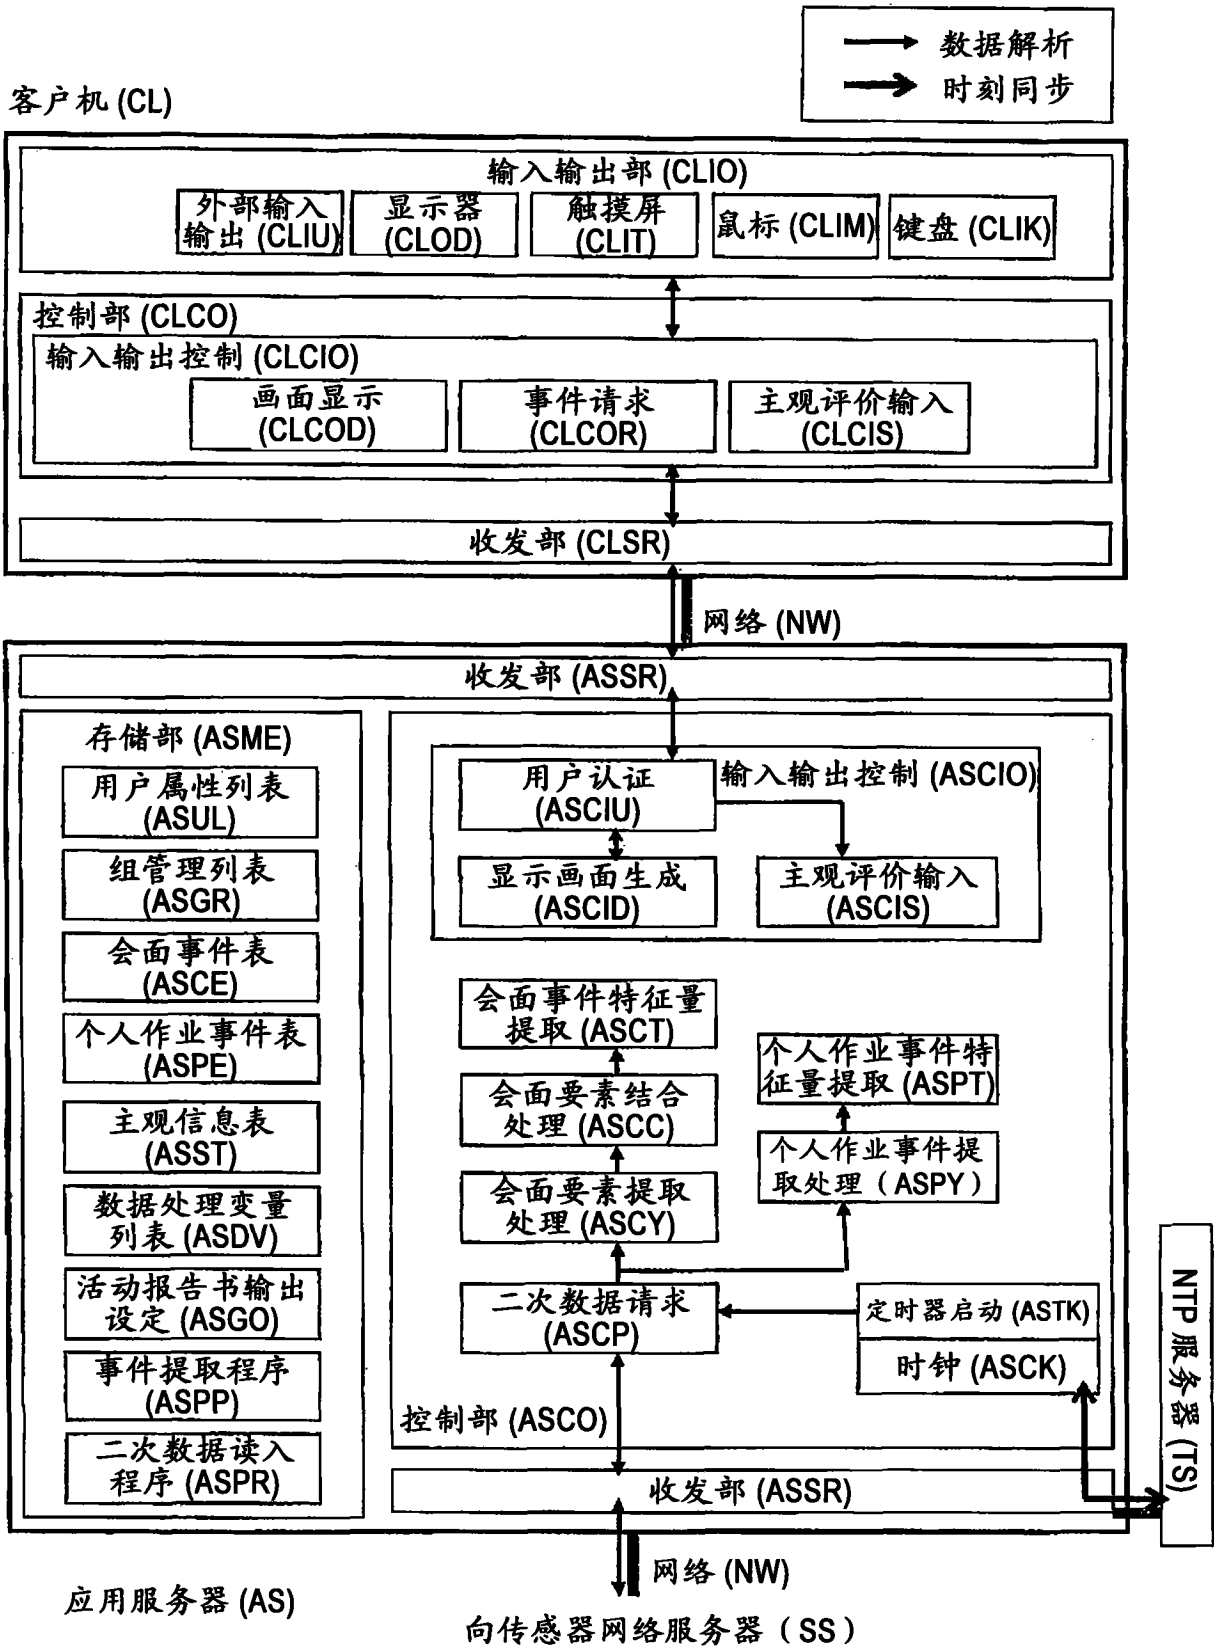 数据解析
时刻同步
客户机 (CL)
输入输出部 (CLIO)
外部输入
输出 (CLIU)
显示器
(CLOD)
触摸屏
(CLIT)
鼠标 (CLIM)
键盘 (CLIK)
控制部 (CLCO)
输入输出控制 (CLCIO)
画面显示
(CLCOD)
事件请求
(CLCOR)
主观评价输入
(CLCIS)
收发部 (CLSR)
网络 (NW)
收发部 (ASSR)
存储部 (ASME)
用户属性列表
(ASUL)
组管理列表
(ASGR)
会面事件表
(ASCE)
个人作业事件表
(ASPE)
主观信息表
(ASST)
数据处理变量
列表 (ASDV)
活动报告书输出
设定 (ASGO)
事件提取程序
(ASPP)
二次数据读入
程序 (ASPR)
用户认证
(ASCIU)
输入输出控制 (ASCIO)
显示画面生成
(ASCID)
主观评价输入
(ASCIS)
会面事件特征量
提取 (ASCT)
个人作业事件特
征量提取 (ASPT)
会面要素结合
处理 (ASCC)
个人作业事件提
取处理（ASPY）
会面要素提取
处理 (ASCY)
二次数据请求
(ASCP)
定时器启动 (ASTK)
时钟 (ASCK)
控制部 (ASCO)
收发部 (ASSR)
NTP 服务器 (TS)
网络 (NW)
应用服务器 (AS)
向传感器网络服务器（SS）